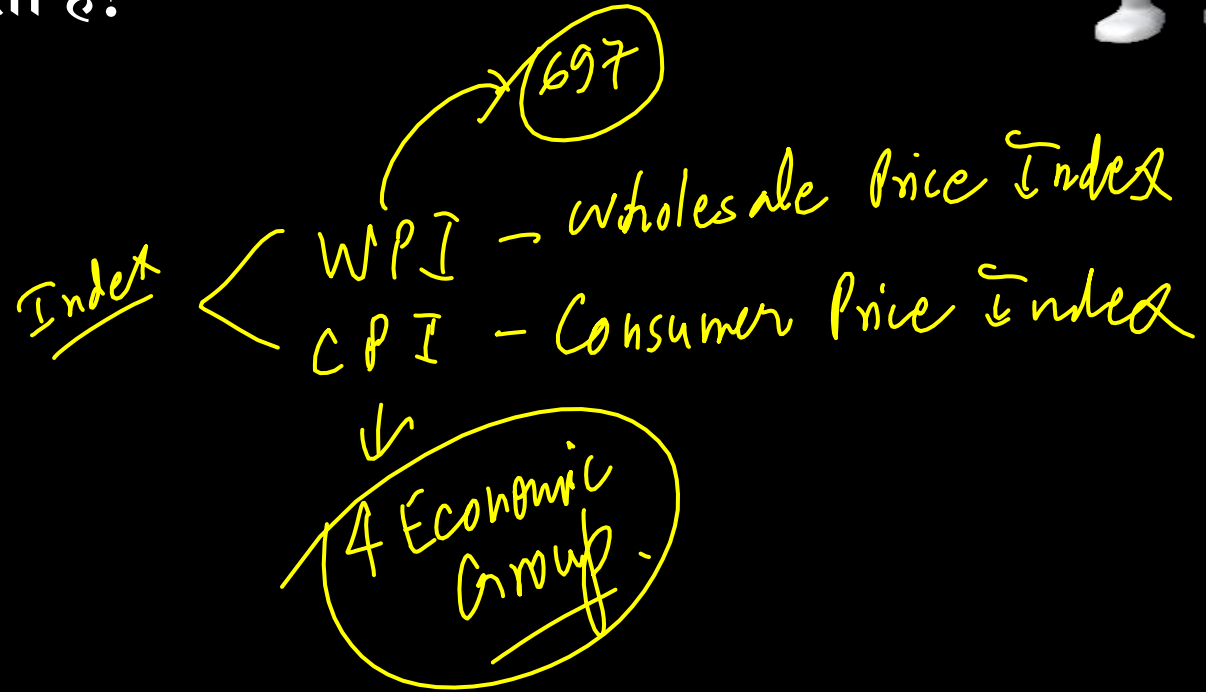 है?
697
WPI - Wholesale Price Index
Index
CPI - Consumer Price Index
4 Economic
Group.